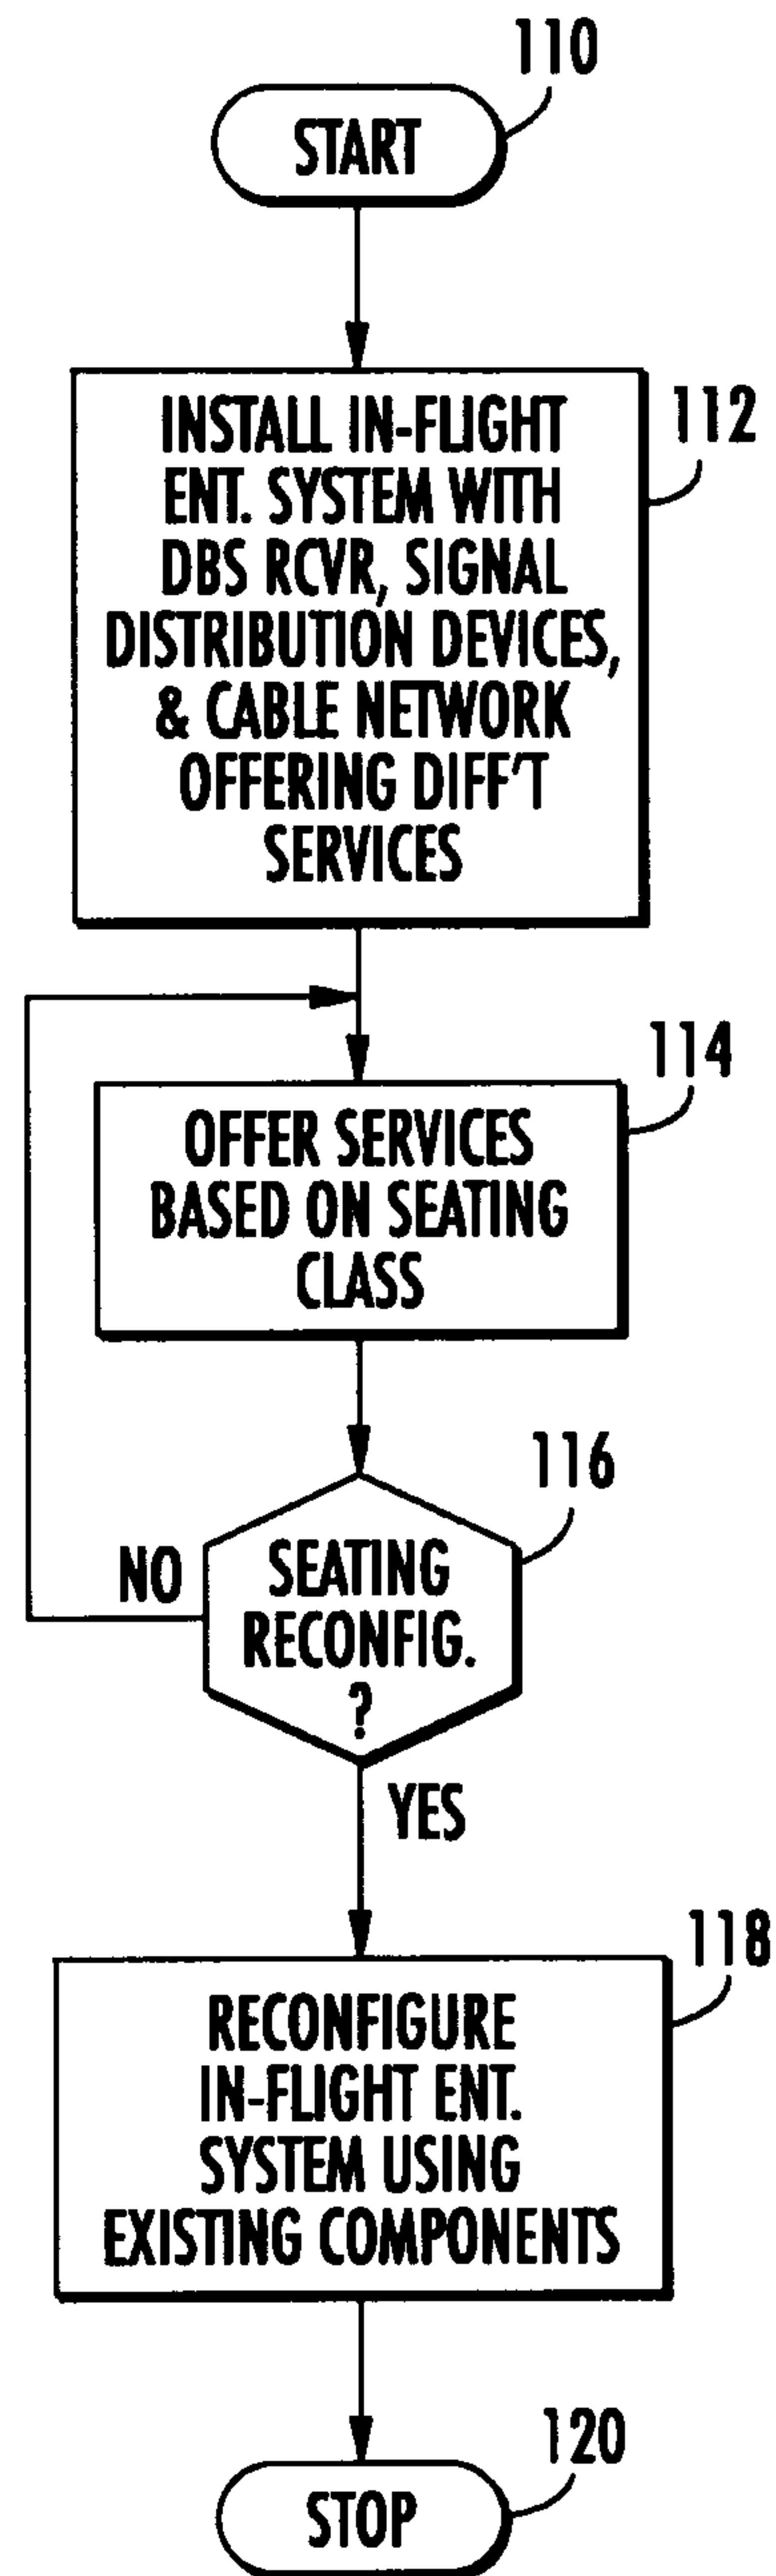 110
START
112
INSTALL IN-FLIGHT
ENT. SYSTEM WITH
DBS RCVR, SIGNAL
DISTRIBUTION DEVICES,
& CABLE NETWORK
OFFERING DIFF'T
SERVICES
114
OFFER SERVICES
BASED ON SEATING
CLASS
116
NO
SEATING
RECONFIG.
?
YES
118
RECONFIGURE
IN-FLIGHT ENT.
SYSTEM USING
EXISTING COMPONENTS
120
STOP